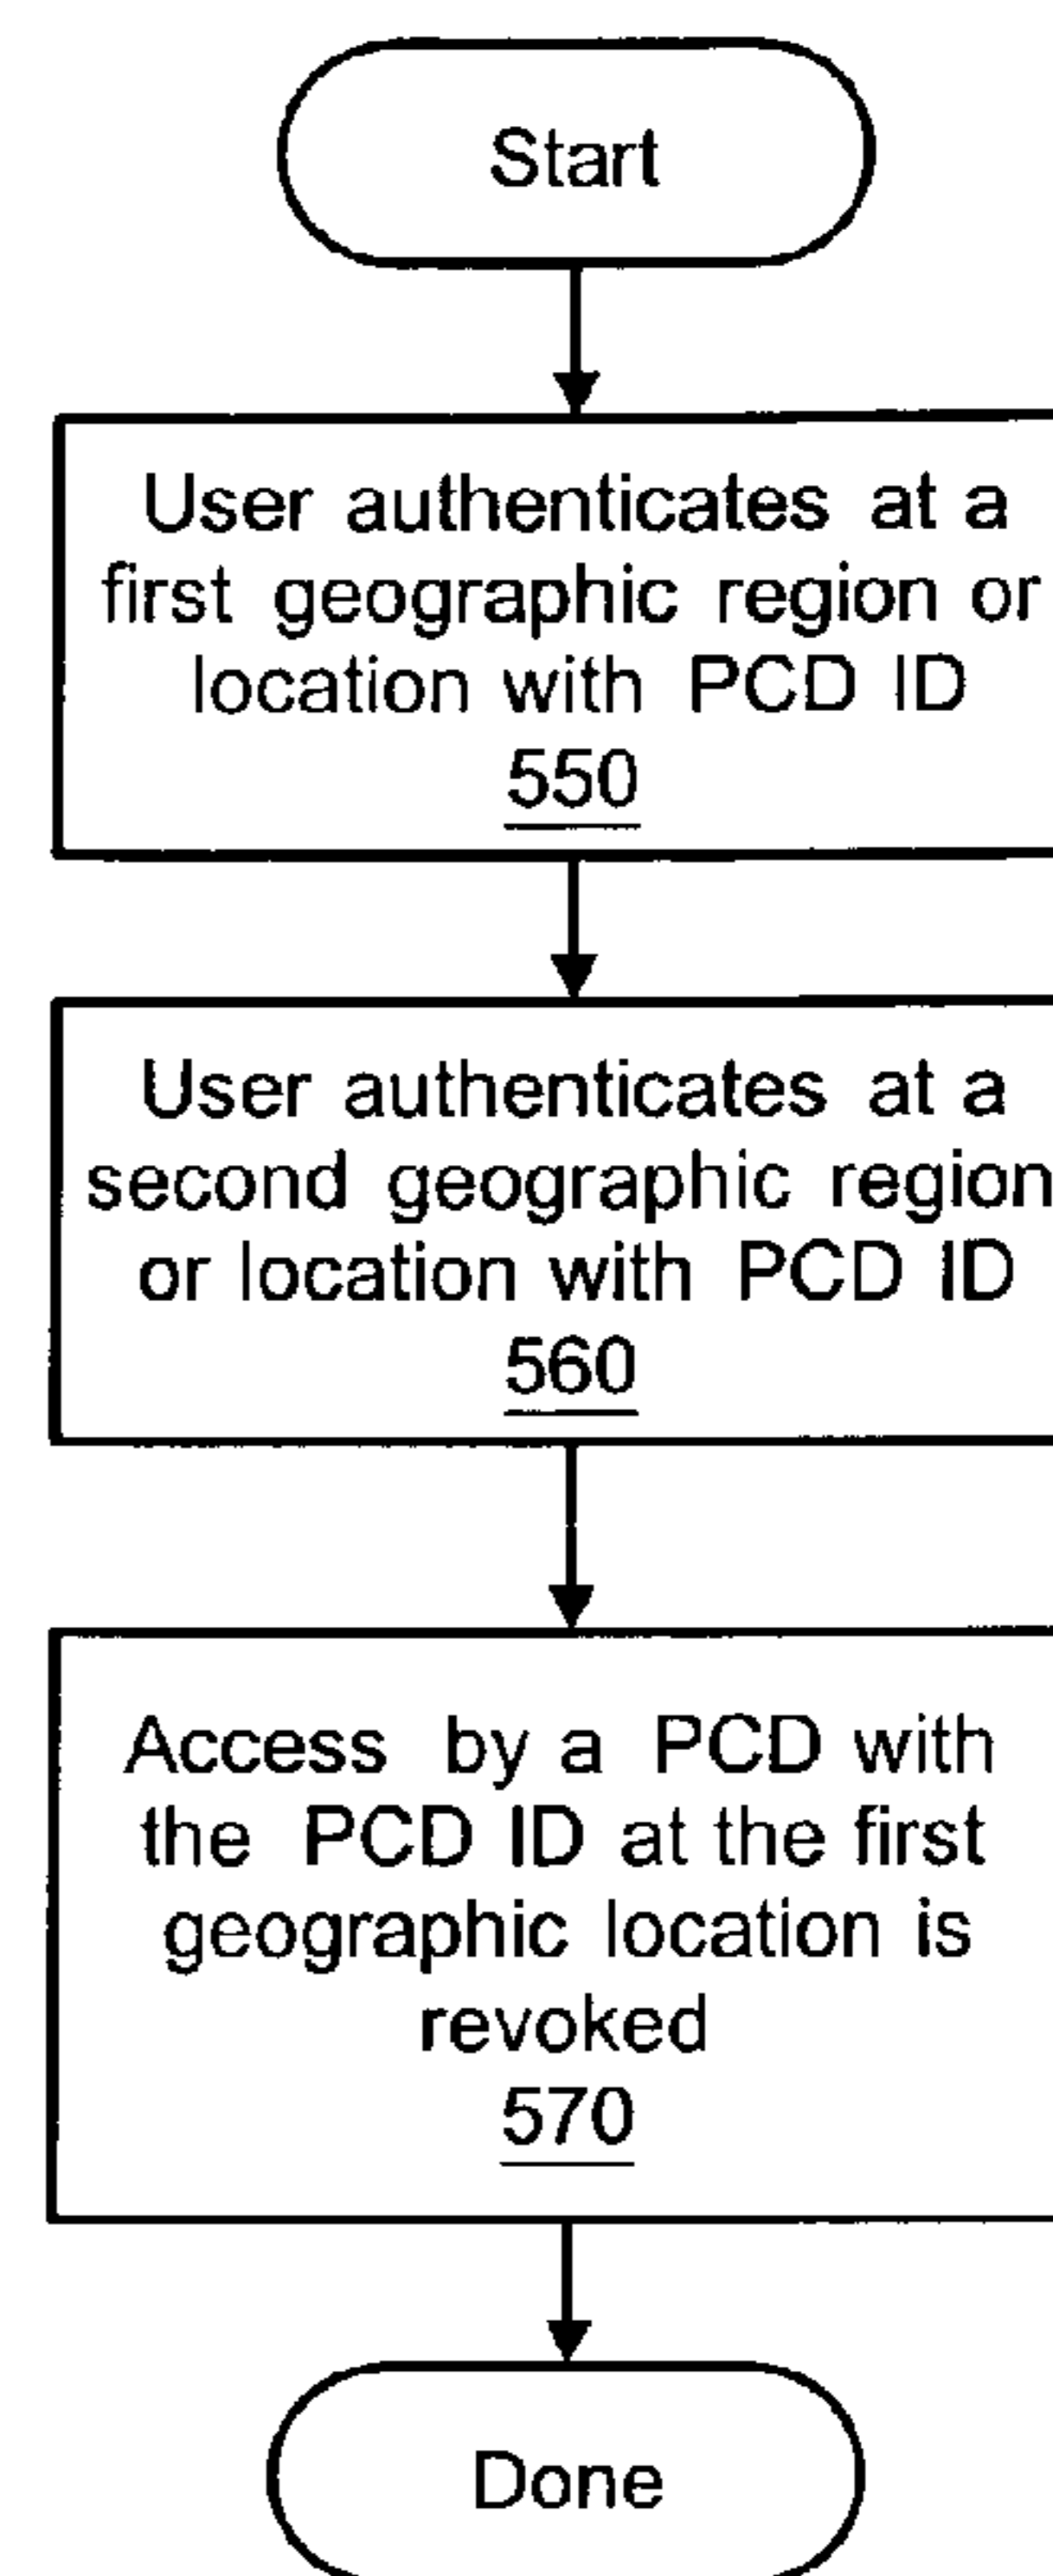 Start
User authenticates at a
first geographic region or
location with PCD ID
550
User authenticates at a
second geographic region
or location with PCD ID
560
Access by a PCD with
the PCD ID at the first
geographic location is
revoked
570
Done